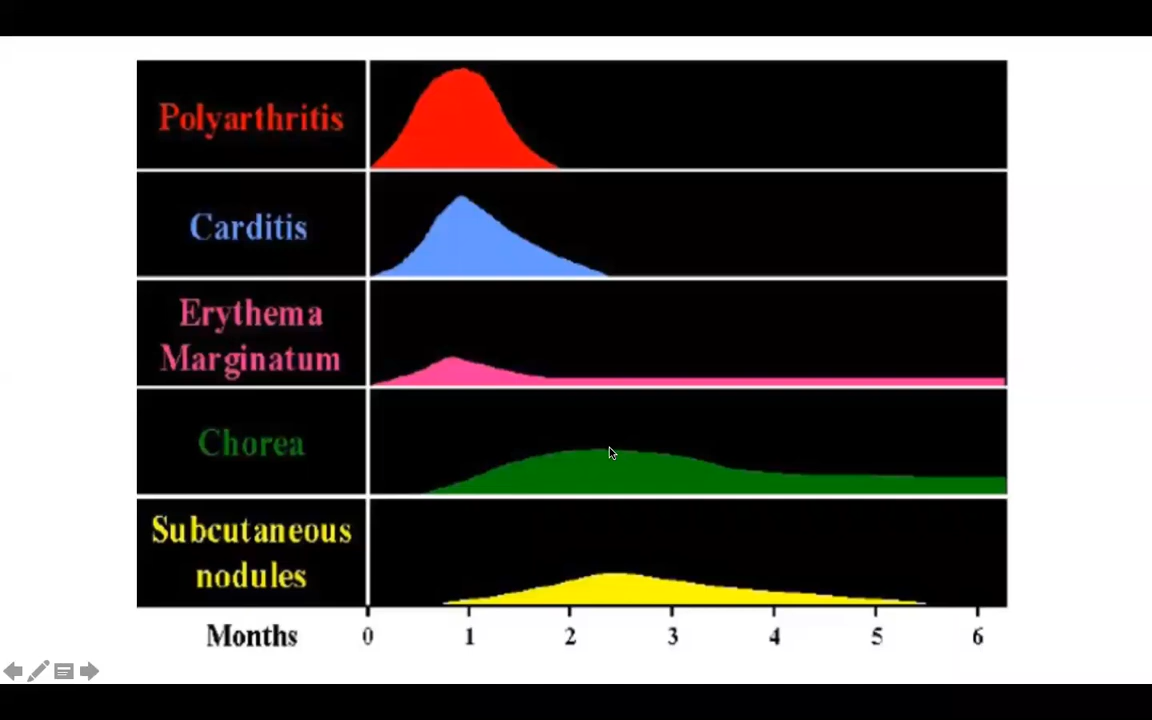 Polyarthritis
Carditis
Erythema
Marginatum
Chorea
Subcutaneous
nodules
Months 0 1 2 3 4 5 6